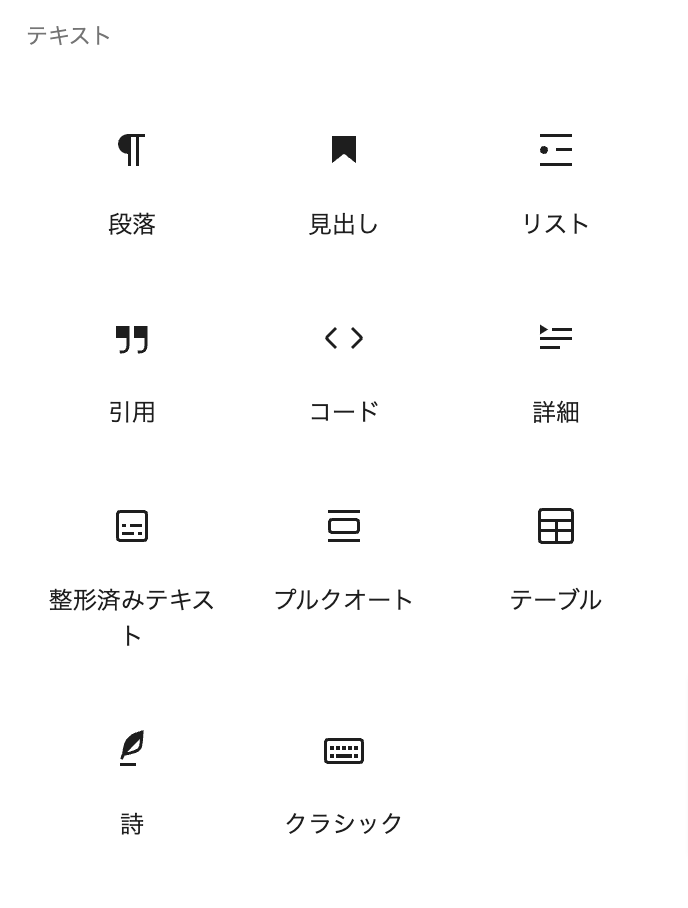 テキスト
段落
見出し
リスト
引用
コード
詳細
整形済みテキス
ト
プルクオート
テーブル
詩
クラシック